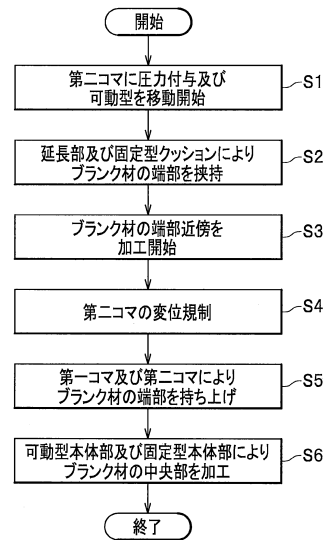 開始
第二コマに圧力付与及び
可動型を移動開始
S1
延長部及び固定型クッションにより
ブランク材の端部を挟持
S2
ブランク材の端部近傍を
加工開始
S3
第二コマの変位規制
S4
第一コマ及び第二コマにより
ブランク材の端部を持ち上げ
S5
可動型本体部及び固定型本体部により
ブランク材の中央部を加工
S6
終了